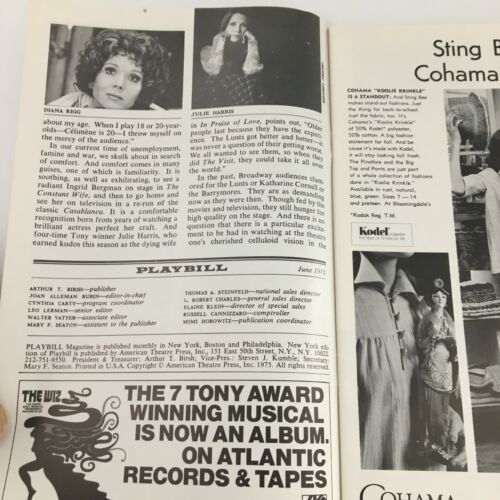 DIANA RIGG
about my age. When I play 18 or 20-year-
olds—Célimène is 20—I throw myself on
the mercy of the audience."
In our current time of unemployment,
famine and war, we skulk about in search
of comfort. And comfort comes in many
guises, one of which is familiarity. It is
soothing, as well as exhilarating, to see a
radiant Ingrid Bergman on stage in The
Constant Wife, and then to go home and
see her on television in a re-run of the
classic Casablanca. It is a comfortable
recognition born from years of watching a
brilliant actress perfect her craft. And
four-time Tony winner Julie Harris, who
earned kudos this season as the dying wife
JULIE HARRIS
in In Praise of Love, points out, "Older
people last because they have the expe-
rience. The Lunts got better and better—it
was never a question of their getting worse.
We all wanted to see them, so when they
did The Visit, they could take it all over
the world."
In the past, Broadway audiences clam-
ored for the Lunts or Katharine Cornell or
the Barrymores. They are as demanding
now as they were then. Though fed by the
movies and television, they still hunger for
high quality on the stage. And there is no
question that there is a particular excite-
ment to be had in watching at the theatre
one's cherished celluloid vision in the
PLAYBILL
June 1975
ARTHUR T. BIRSH—publisher
JOAN ALLEMAN RUBIN—editor-in-chief
CYNTHIA CARTY—program coordinator
LEO LERMAN—senior editor
WALTER VATTER—associate editor
MARY F. SEATON—assistant to the publisher
THOMAS A. STEINFELD—national sales director
L. ROBERT CHARLES—general sales director
ELAINE KLEIN—director of special sales
RUSSELL CANNIZZARO—comptroller
MIMI HOROWITZ—publication coordinator
PLAYBILL Magazine is published monthly in New York, Boston and Philadelphia. New York edi-
tion of Playbill is published by American Theatre Press, Inc., 151 East 50th Street, N.Y., N.Y. 10022.
212-751-9550. President & Treasurer: Arthur T. Birsh; Vice-Pres.: Steven J. Kumble; Secretary:
Mary F. Seaton. Printed in U.S.A. Copyright © American Theatre Press, Inc. 1975. All rights reserved.
THE WIZ
THE 7 TONY AWARD
WINNING MUSICAL
IS NOW AN ALBUM.
ON ATLANTIC
RECORDS & TAPES
Sting B
Cohama
COHAMA "KOOLIE KRINKLE"
IS A STANDOUT: And Sting Bee
makes stand-out fashions. Just
the thing for back-to-school.
Just the fabric, too. It's
Cohama's "Koolie Krinkle"
of 50% Kodel* polyester,
50% cotton. A big fashion
statement for fall. And be-
cause it's made with Kodel,
it will stay looking full fresh.
The Pinafore and the Big
Top and Pants are just part
of a whole collection of fashions
done in "Koolie Krinkle."
Available in rust, natural,
blue, green. Sizes 7 — 14
and preteen. At Bloomingdale's
*Kodak Reg. T.M.
Kodel
COHAMA